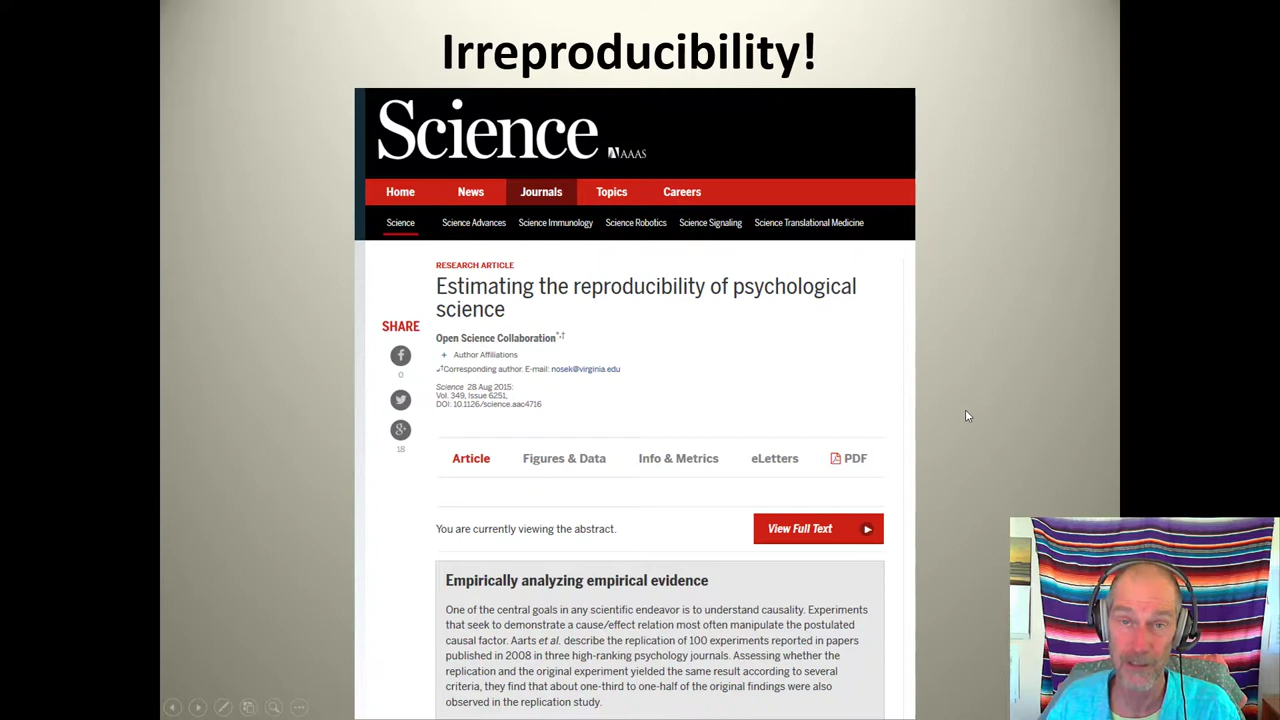 Irreproducibility!
Science
AAAS
Home News Journals Topics Careers
Science Science Advances Science Immunology Science Robotics Science Signaling Science Translational Medicine
RESEARCH ARTICLE
Estimating the reproducibility of psychological
science
SHARE
Open Science Collaboration*,†
+ Author Affiliations
↵†Corresponding author. E-mail: nosek@virginia.edu
0
Science 28 Aug 2015:
Vol. 349, Issue 6251,
DOI: 10.1126/science.aac4716
18
Article Figures & Data Info & Metrics eLetters PDF
You are currently viewing the abstract.
View Full Text
Empirically analyzing empirical evidence
One of the central goals in any scientific endeavor is to understand causality. Experiments
that seek to demonstrate a cause/effect relation most often manipulate the postulated
causal factor. Aarts et al. describe the replication of 100 experiments reported in papers
published in 2008 in three high-ranking psychology journals. Assessing whether the
replication and the original experiment yielded the same result according to several
criteria, they find that about one-third to one-half of the original findings were also
observed in the replication study.